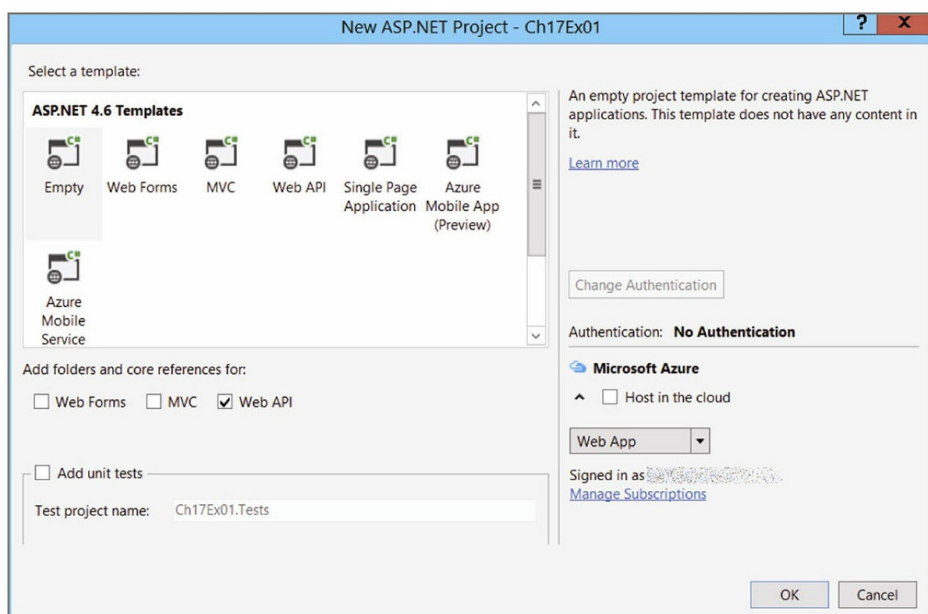 New ASP.NET Project - Ch17Ex01
? X
Select a template:
ASP.NET 4.6 Templates
C# C# C# C# C# C#
Empty Web Forms MVC Web API Single Page Azure
Application Mobile App
(Preview)
C#
Azure
Mobile
Service
Add folders and core references for:
Web Forms MVC Web API
Add unit tests
Test project name: Ch17Ex01.Tests
An empty project template for creating ASP.NET
applications. This template does not have any content in
it.
Learn more
Change Authentication
Authentication: No Authentication
Microsoft Azure
Host in the cloud
Web App
Signed in as
Manage Subscriptions
OK Cancel